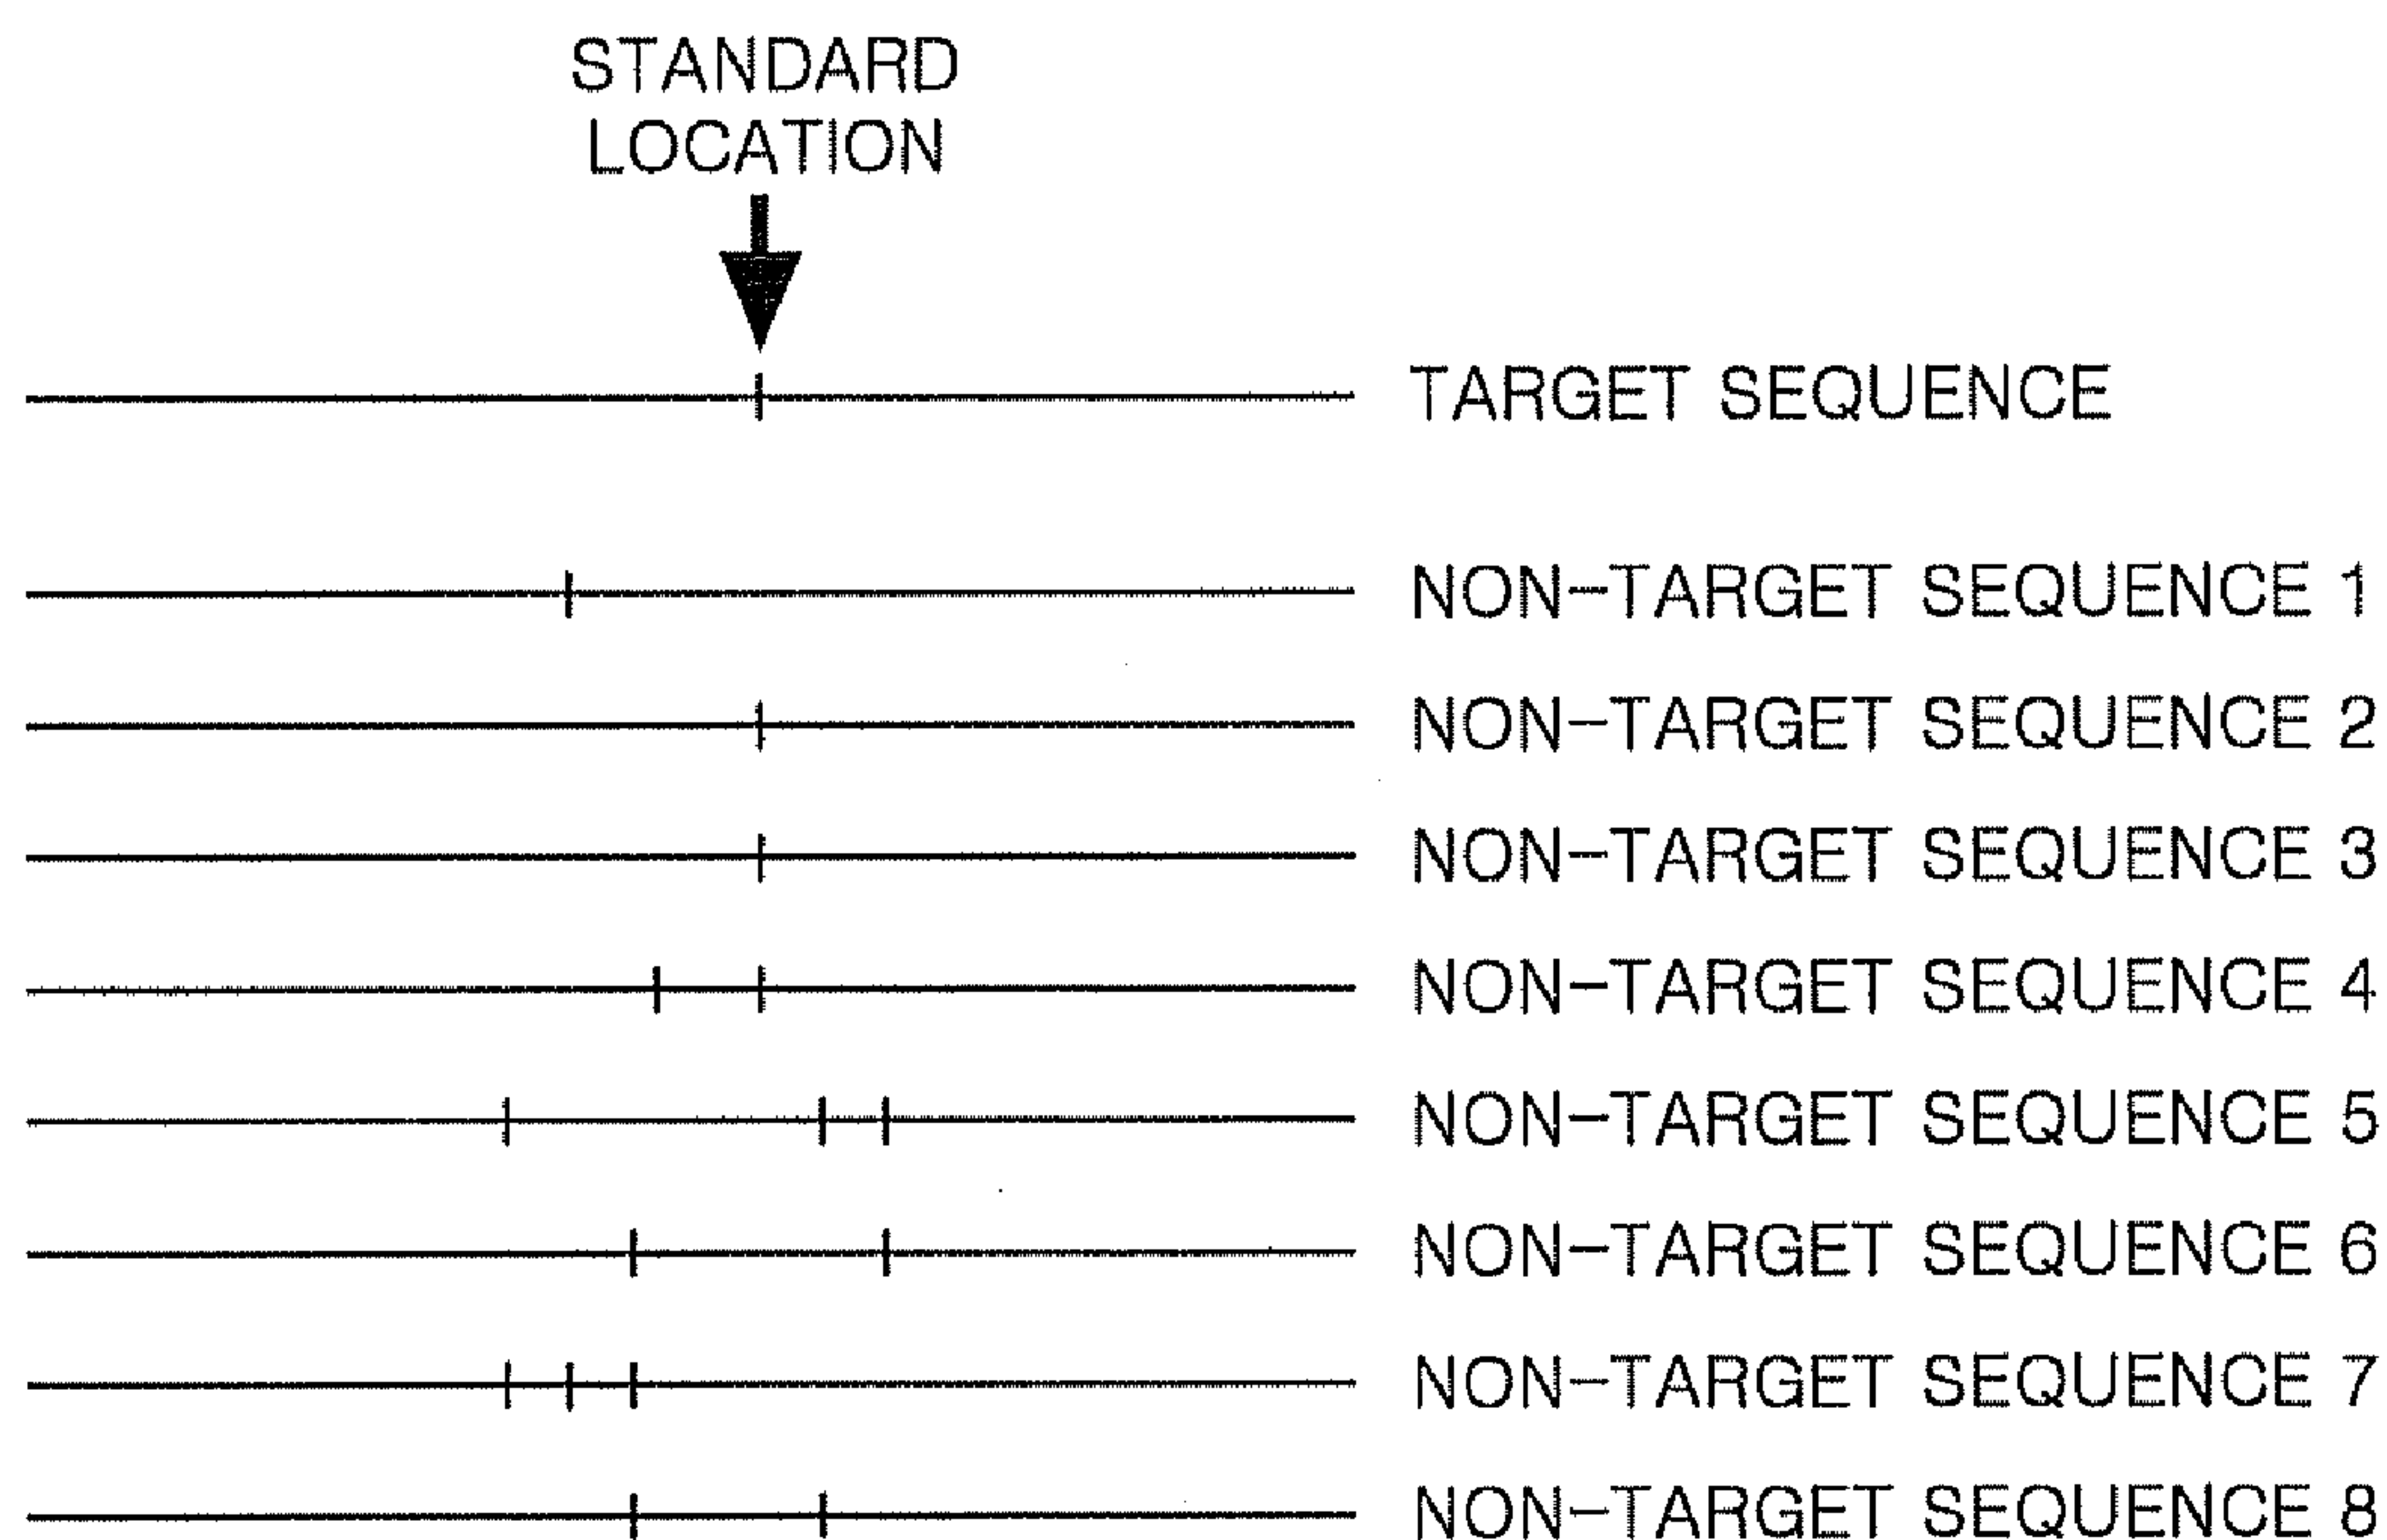 STANDARD
LOCATION
TARGET SEQUENCE
NON-TARGET SEQUENCE 1
NON-TARGET SEQUENCE 2
NON-TARGET SEQUENCE 3
NON-TARGET SEQUENCE 4
NON-TARGET SEQUENCE 5
NON-TARGET SEQUENCE 6
NON-TARGET SEQUENCE 7
NON-TARGET SEQUENCE 8